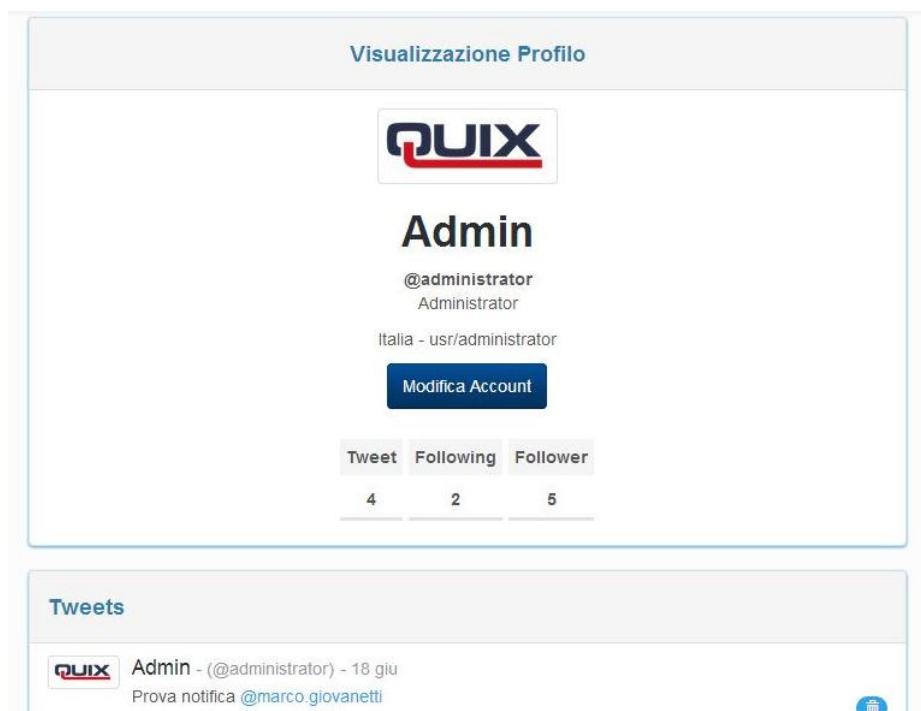 Visualizzazione Profilo
QUIX
Admin
@administrator
Administrator
Italia - usr/administrator
Modifica Account
Tweet Following Follower
4 2 5
Tweets
QUIX
Admin - (@administrator) - 18 giu
Prova notifica @marco.giovanetti